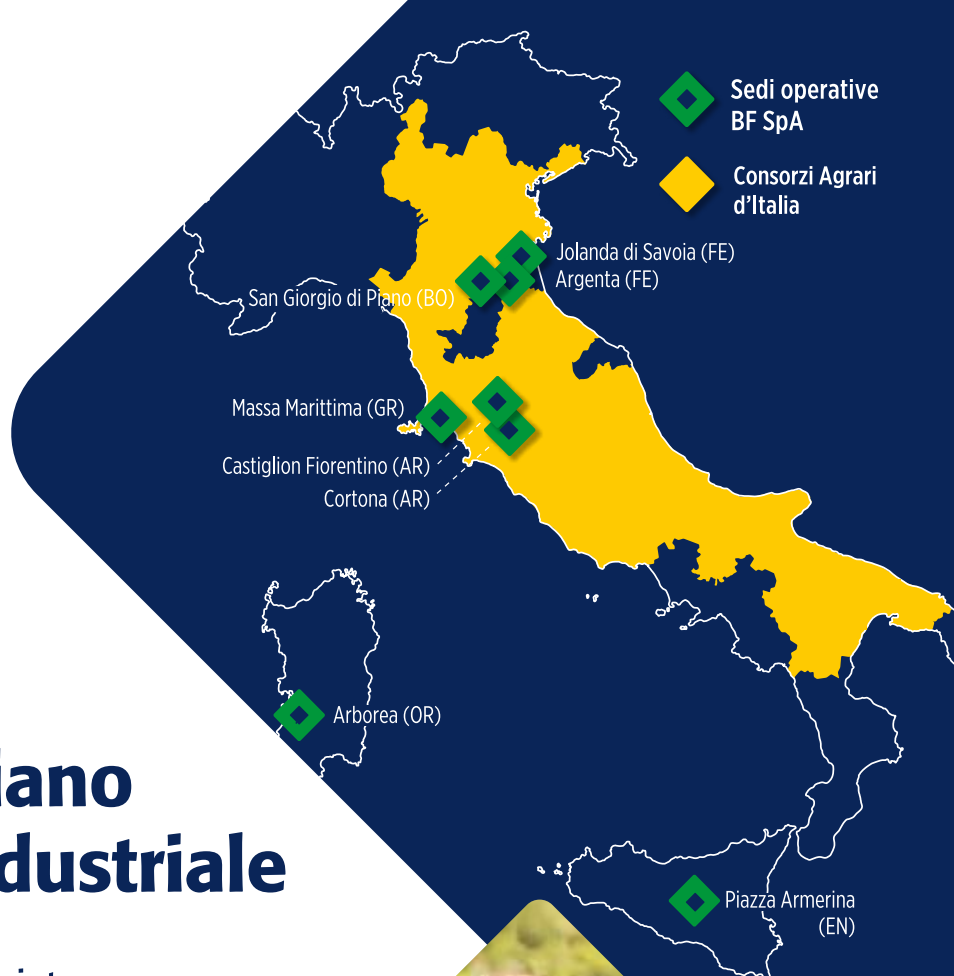 Sedi operative
BF SpA
Consorzi Agrari
d'Italia
Jolanda di Savoia (FE)
Argenta (FE)
San Giorgio di Piano (BO)
Massa Marittima (GR)
Castiglion Fiorentino (AR)
Cortona (AR)
Arborea (OR)
iano
dustriale
Piazza Armerina
(EN)